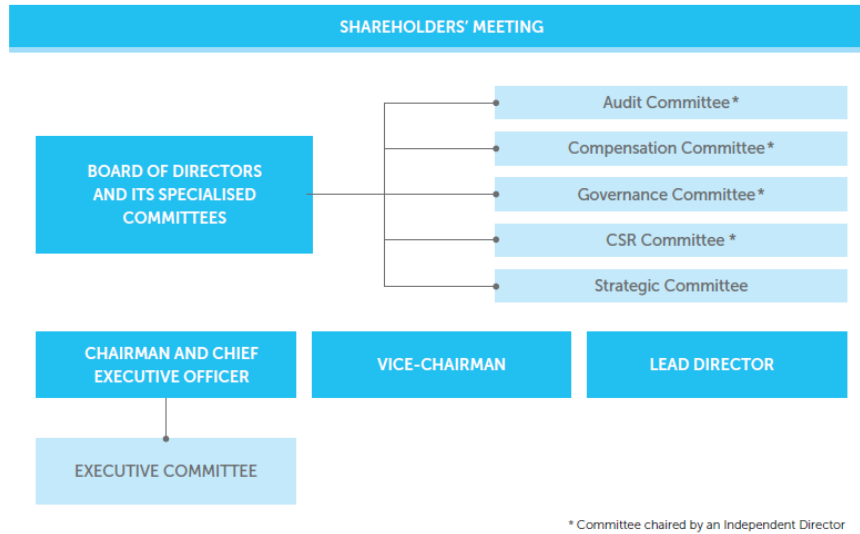 SHAREHOLDERS' MEETING
BOARD OF DIRECTORS
AND ITS SPECIALISED
COMMITTEES
Audit Committee*
Compensation Committee*
Governance Committee*
CSR Committee *
Strategic Committee
CHAIRMAN AND CHIEF
EXECUTIVE OFFICER
VICE-CHAIRMAN
LEAD DIRECTOR
EXECUTIVE COMMITTEE
* Committee chaired by an Independent Director